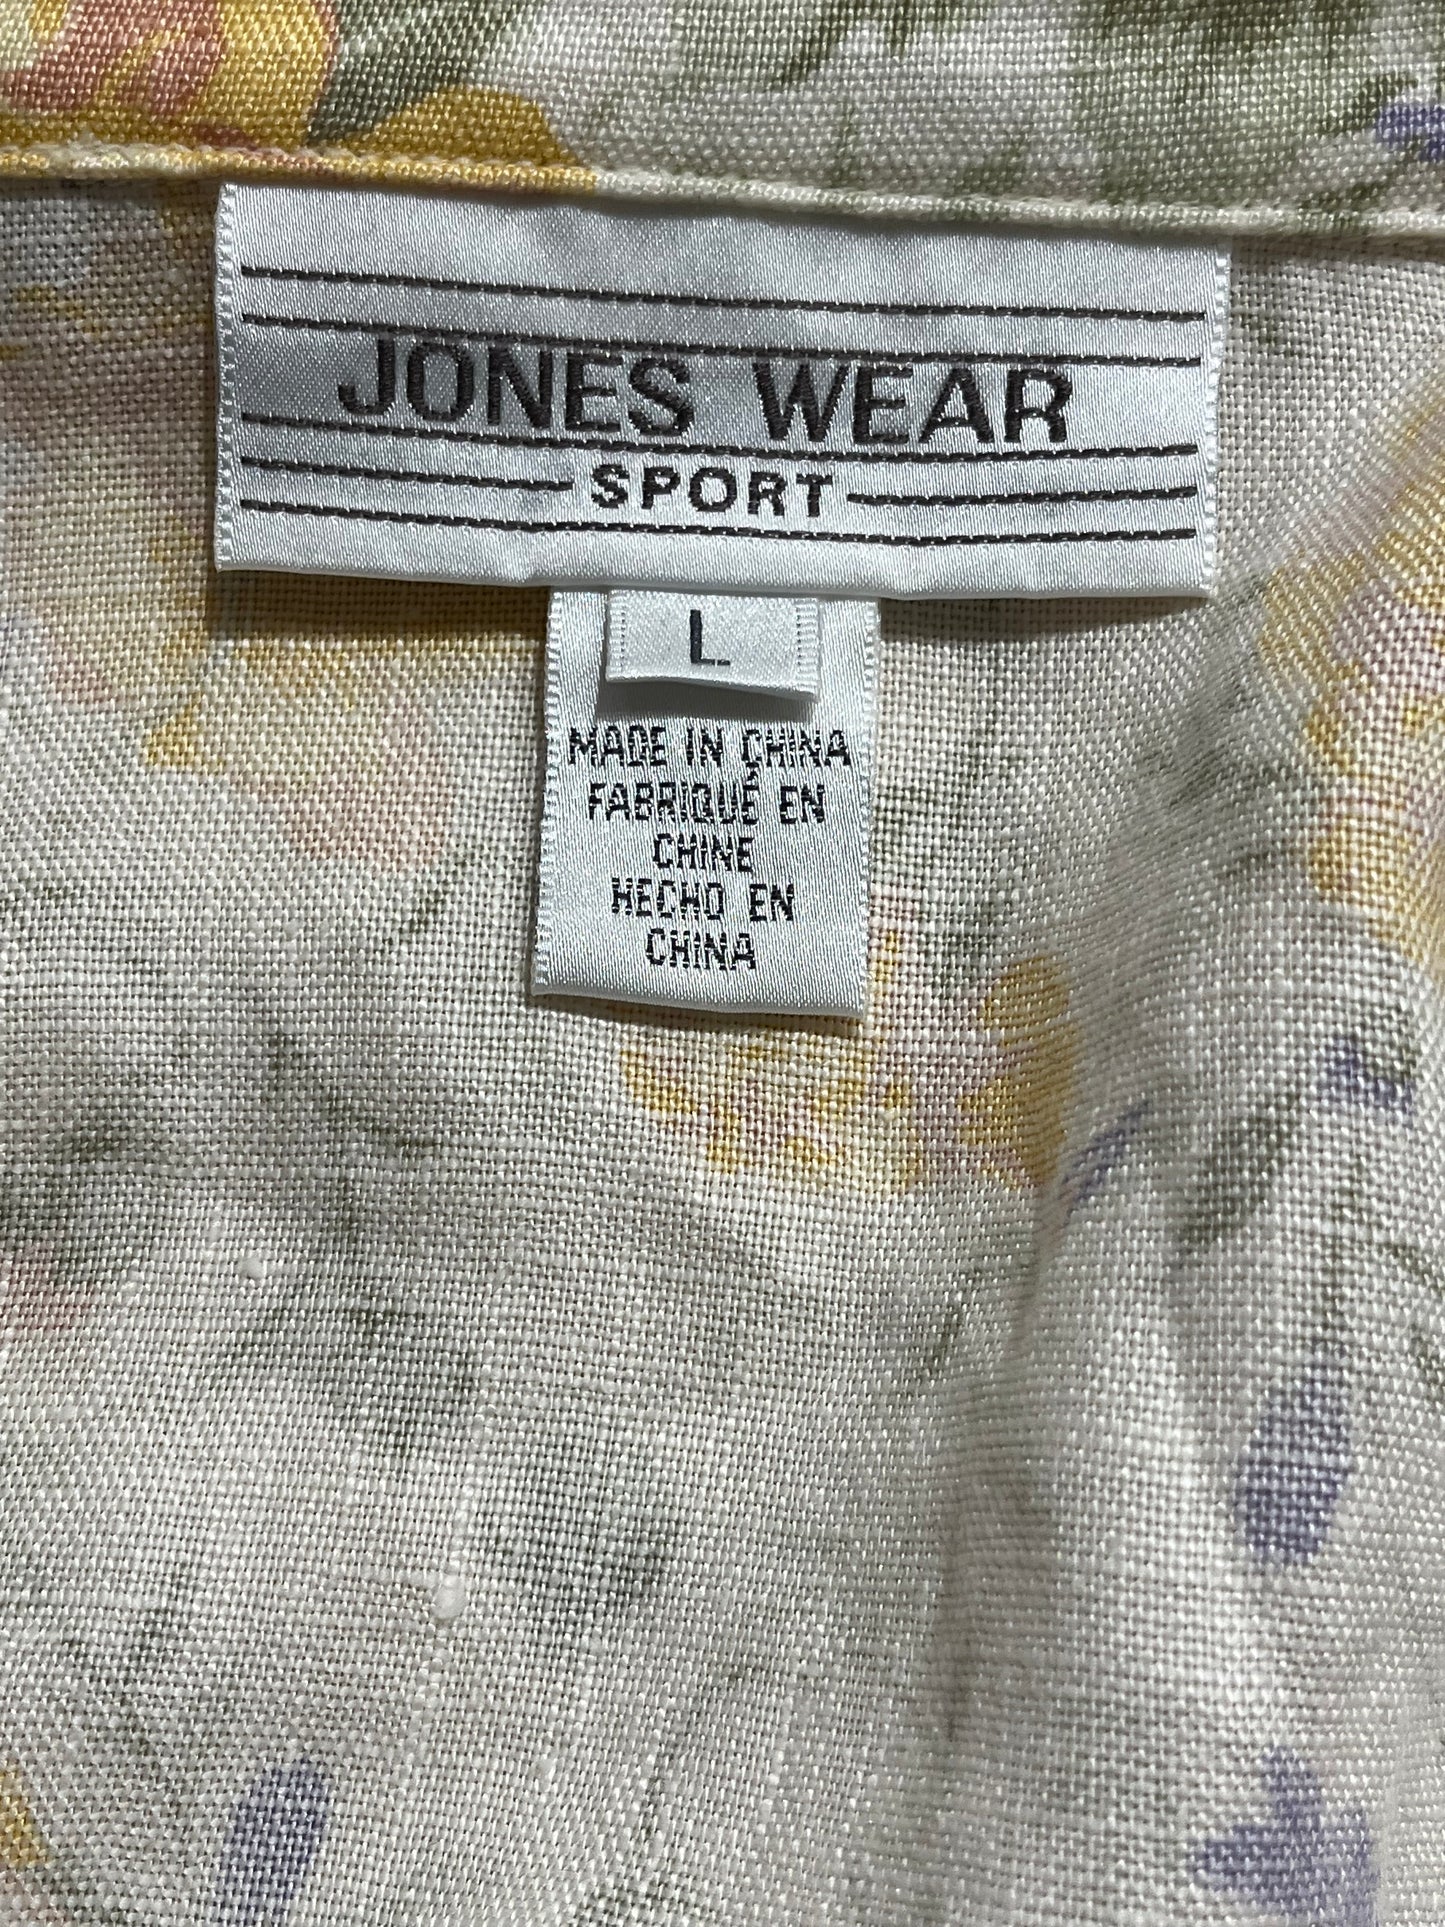 JONES WEAR
SPORT
L
MADE IN CHINA
FABRIQUÉ EN
CHINE
HECHO EN
CHINA